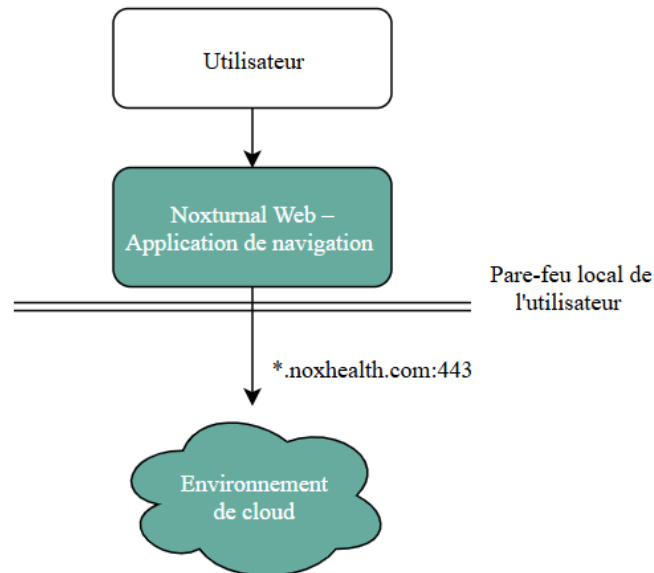 Utilisateur
Noxturnal Web –
Application de navigation
Pare-feu local de
l'utilisateur
*.noxhealth.com:443
Environnement
de cloud